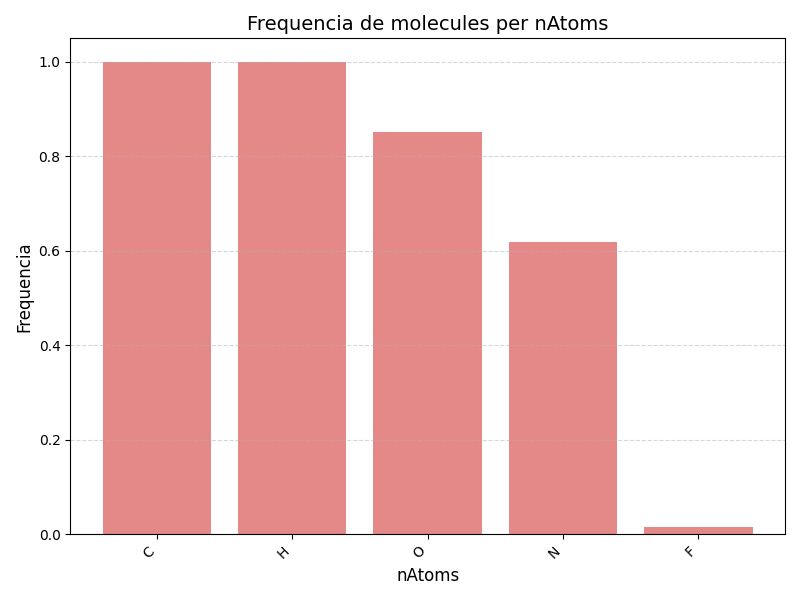 Frequencia de molecules per nAtoms
Frequencia
1.0
0.8
0.6
0.4
0.2
0.0
C
H
O
N
F
nAtoms